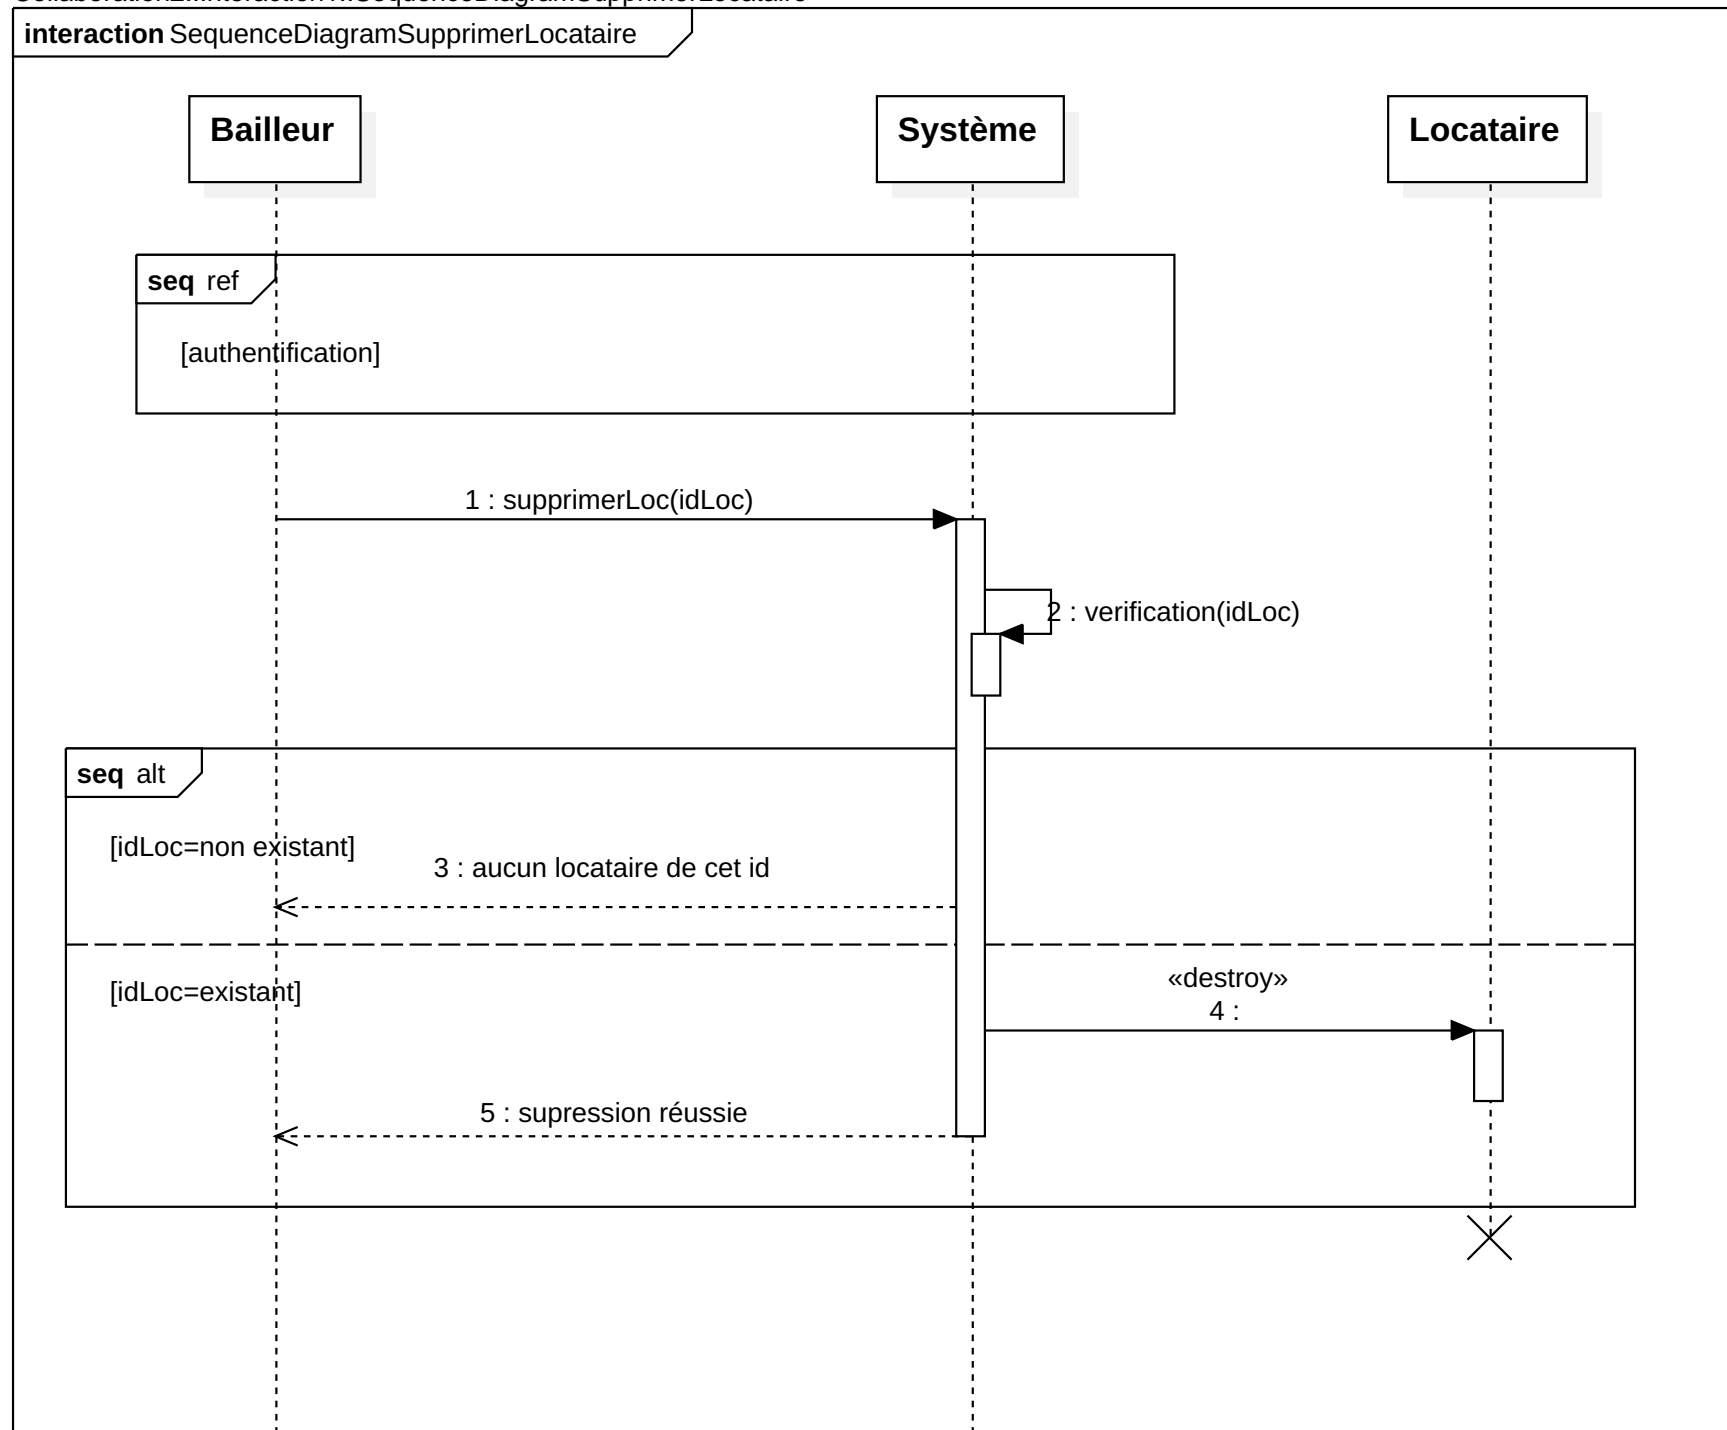 interaction SequenceDiagramSupprimerLocataire
Bailleur
Système
Locataire
seq ref
[authentification]
1 : supprimerLoc(idLoc)
2 : verification(idLoc)
seq alt
[idLoc=non existant]
3 : aucun locataire de cet id
[idLoc=existant]
«destroy»
4 :
5 : supression réussie